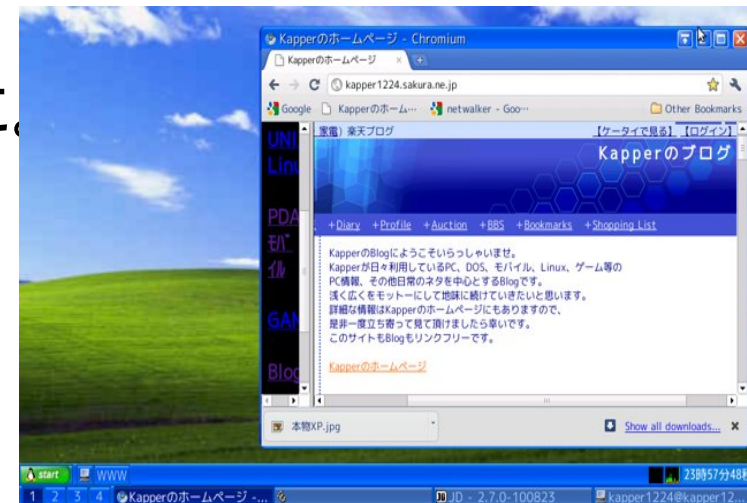 た。
Kapperのホームページ - Chromium
Kapperのホームページ
kapper1224.sakura.ne.jp
Google Kapperのホーム… netwalker - Goo… Other Bookmarks
家電) 楽天ブログ 【ケータイで見る】 【ログイン】
Kapperのブログ
UNI
Linu
PDA
モバ
イル
GAM
Blog
+Diary +Profile +Auction +BBS +Bookmarks +Shopping List
KapperのBlogにようこそいらっしゃいませ。
Kapperが日々利用しているPC、DOS、モバイル、Linux、ゲーム等の
PC情報、その他日常のネタを中心とするBlogです。
浅く広くをモットーにして地味に続けていきたいと思います。
詳細な情報はKapperのホームページにもありますので、
是非一度立ち寄って見て頂けましたら幸いです。
このサイトもBlogもリンクフリーです。
Kapperのホームページ
本物XP.jpg Show all downloads...
start WWW 23時57分48秒
1 2 3 4 Kapperのホームページ -... JD - 2.7.0-100823 kapper1224@kapper12...